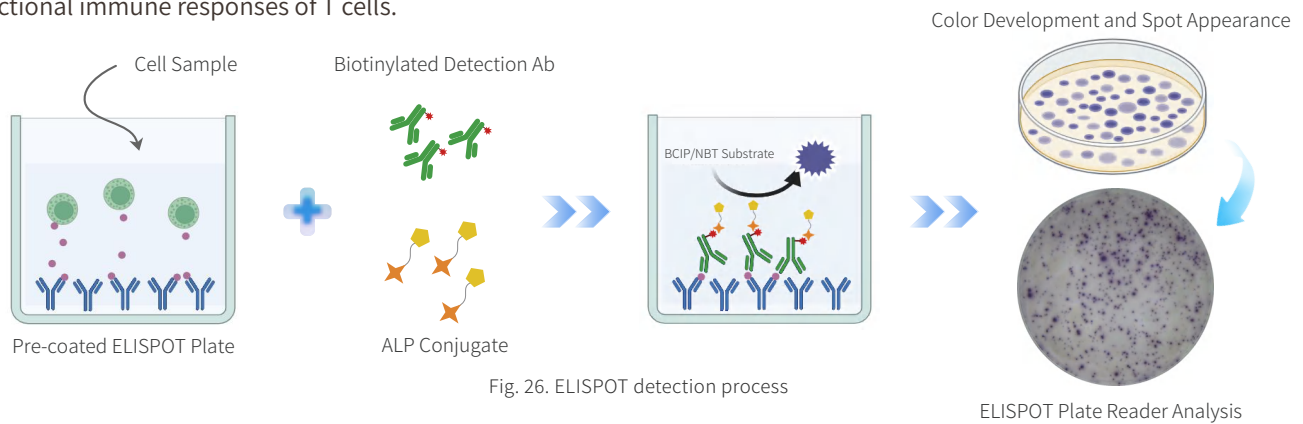 ctional immune responses of T cells.
Color Development and Spot Appearance
Cell Sample
Biotinylated Detection Ab
BCIP/NBT Substrate
Pre-coated ELISPOT Plate
ALP Conjugate
Fig. 26. ELISPOT detection process
ELISPOT Plate Reader Analysis